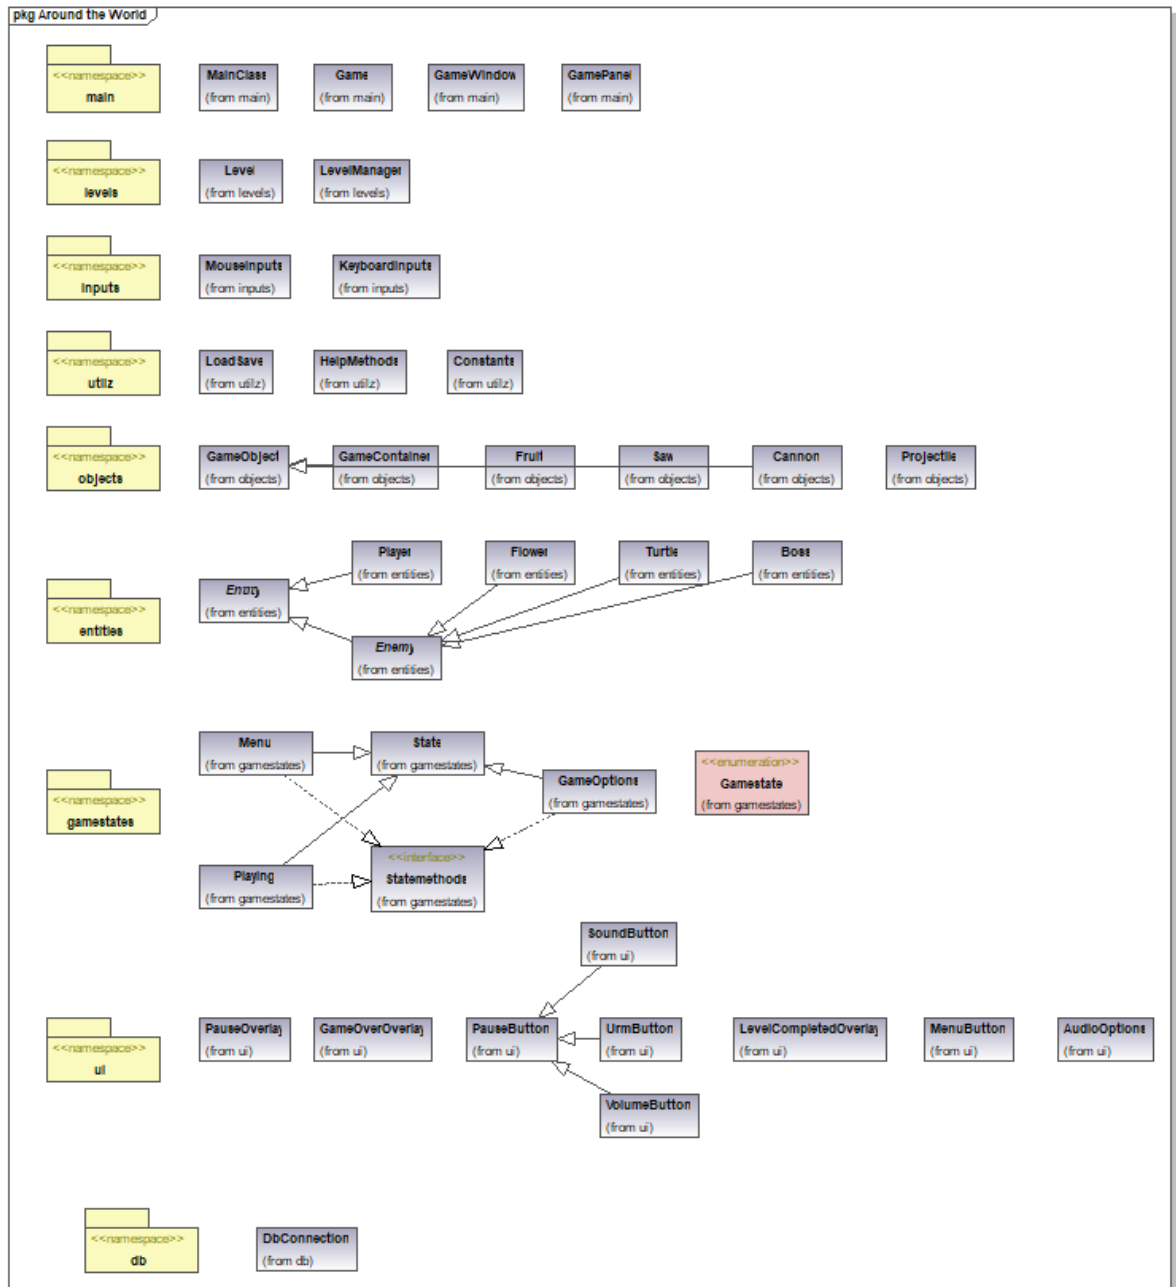 pkg Around the World
<<namespace>>
main
MainClass
(from main)
Game
(from main)
GameWindow
(from main)
GamePanel
(from main)
<<namespace>>
levels
Level
(from levels)
LevelManager
(from levels)
<<namespace>>
inputs
MouseInputs
(from inputs)
KeyboardInputs
(from inputs)
<<namespace>>
utilz
LoadSave
(from utilz)
HelpMethods
(from utilz)
Constants
(from utilz)
<<namespace>>
objects
GameObject
(from objects)
GameContainer
(from objects)
Fruit
(from objects)
Saw
(from objects)
Cannon
(from objects)
Projectile
(from objects)
<<namespace>>
entities
Player
(from entities)
Flower
(from entities)
Turtle
(from entities)
Boss
(from entities)
Entity
(from entities)
Enemy
(from entities)
<<namespace>>
gamestates
Menu
(from gamestates)
State
(from gamestates)
GameOptions
(from gamestates)
<<enumeration>>
Gamestate
(from gamestates)
Playing
(from gamestates)
<<interface>>
Statemethods
(from gamestates)
SoundButton
(from ui)
<<namespace>>
ui
PauseOverlay
(from ui)
GameOverOverlay
(from ui)
PauseButton
(from ui)
UrmButton
(from ui)
LevelCompletedOverlay
(from ui)
MenuButton
(from ui)
AudioOptions
(from ui)
VolumeButton
(from ui)
<<namespace>>
db
DbConnection
(from db)